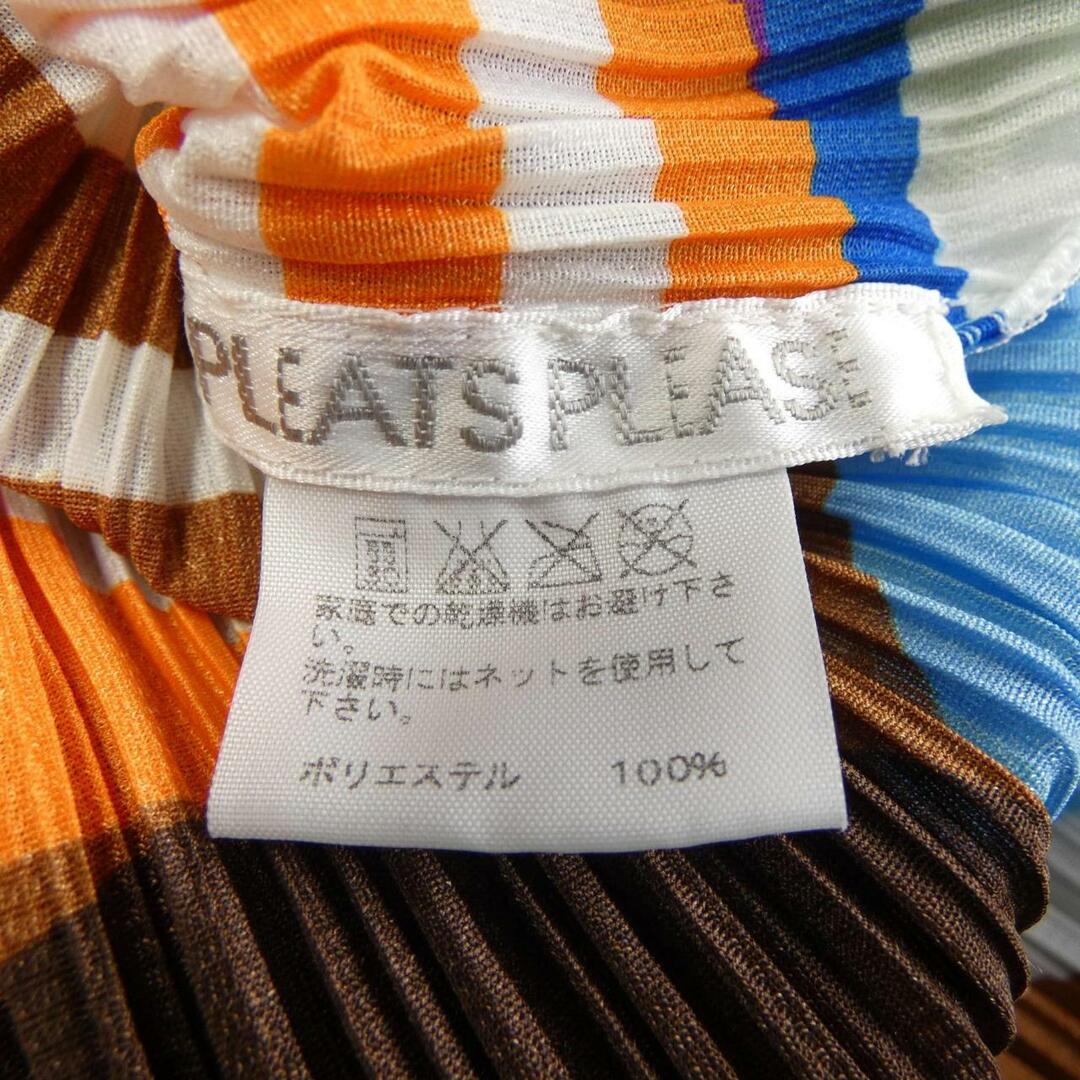 PLEATS PLEASE
家庭での乾燥機はお避け下さ
い。
洗濯時にはネットを使用して
下さい。
ポリエステル 100%